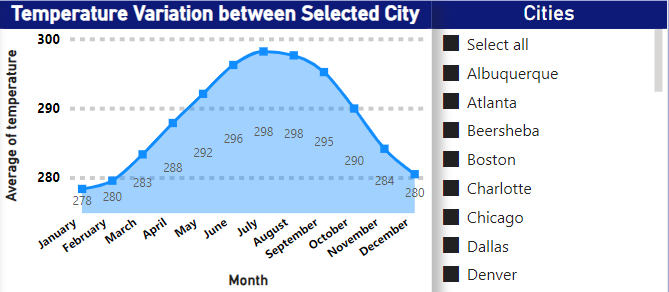 Temperature Variation between Selected City
300
290
280
Average of temperature
278
280
283
288
292
296
298
298
295
290
284
280
January
February
March
April
May
June
July
August
September
October
November
December
Month
Cities
Select all
Albuquerque
Atlanta
Beersheba
Boston
Charlotte
Chicago
Dallas
Denver